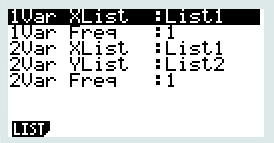 1Var XList :List1
1Var Freq :1
2Var XList :List1
2Var YList :List2
2Var Freq :1
LIST